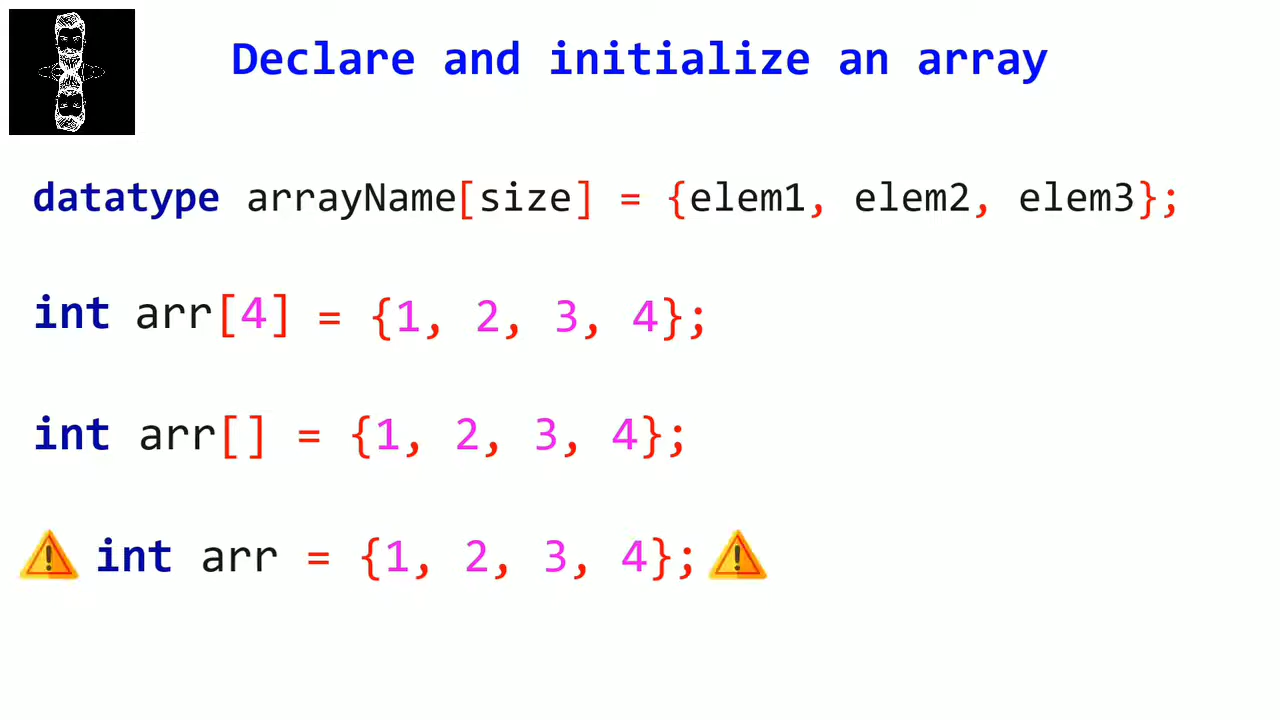 Declare and initialize an array
datatype arrayName[size] = {elem1, elem2, elem3};
int arr[4] = {1, 2, 3, 4};
int arr[] = {1, 2, 3, 4};
int arr = {1, 2, 3, 4};